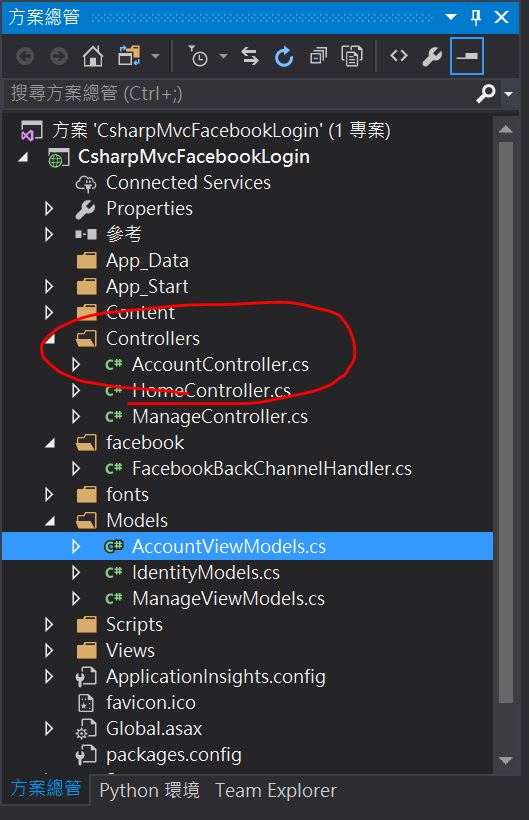 方案總管
搜尋方案總管 (Ctrl+;)
方案 'CsharpMvcFacebookLogin' (1 專案)
CsharpMvcFacebookLogin
Connected Services
Properties
參考
App_Data
App_Start
Content
Controllers
C# AccountController.cs
C# HomeController.cs
C# ManageController.cs
facebook
C# FacebookBackChannelHandler.cs
fonts
Models
C# AccountViewModels.cs
C# IdentityModels.cs
C# ManageViewModels.cs
Scripts
Views
ApplicationInsights.config
favicon.ico
Global.asax
packages.config
方案總管 Python 環境 Team Explorer